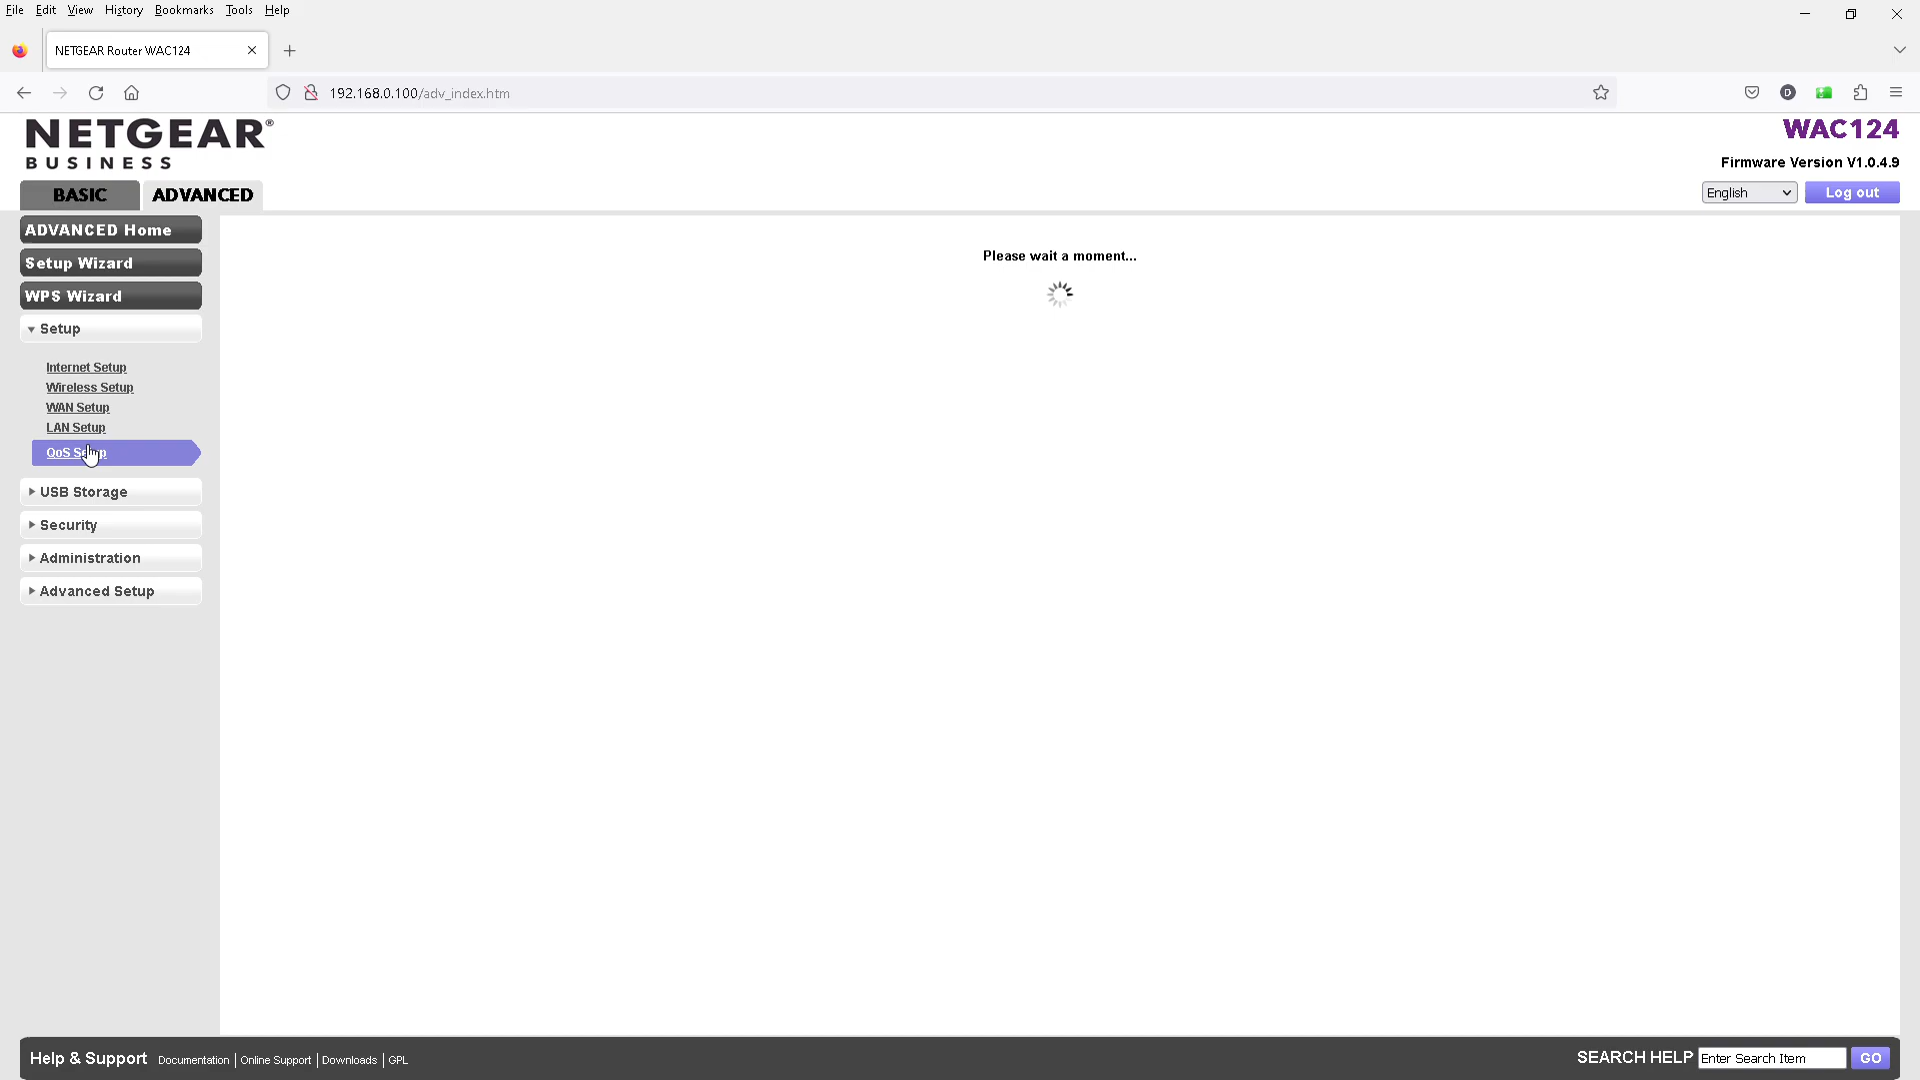 File Edit View History Bookmarks Tools Help
NETGEAR Router WAC124
192.168.0.100/adv_index.htm
NETGEAR®
BUSINESS
WAC124
Firmware Version V1.0.4.9
BASIC ADVANCED
English Log out
ADVANCED Home
Setup Wizard
WPS Wizard
Setup
Internet Setup
Wireless Setup
WAN Setup
LAN Setup
QoS Setup
USB Storage
Security
Administration
Advanced Setup
Please wait a moment...
Help & Support Documentation | Online Support | Downloads | GPL
SEARCH HELP Enter Search Item GO